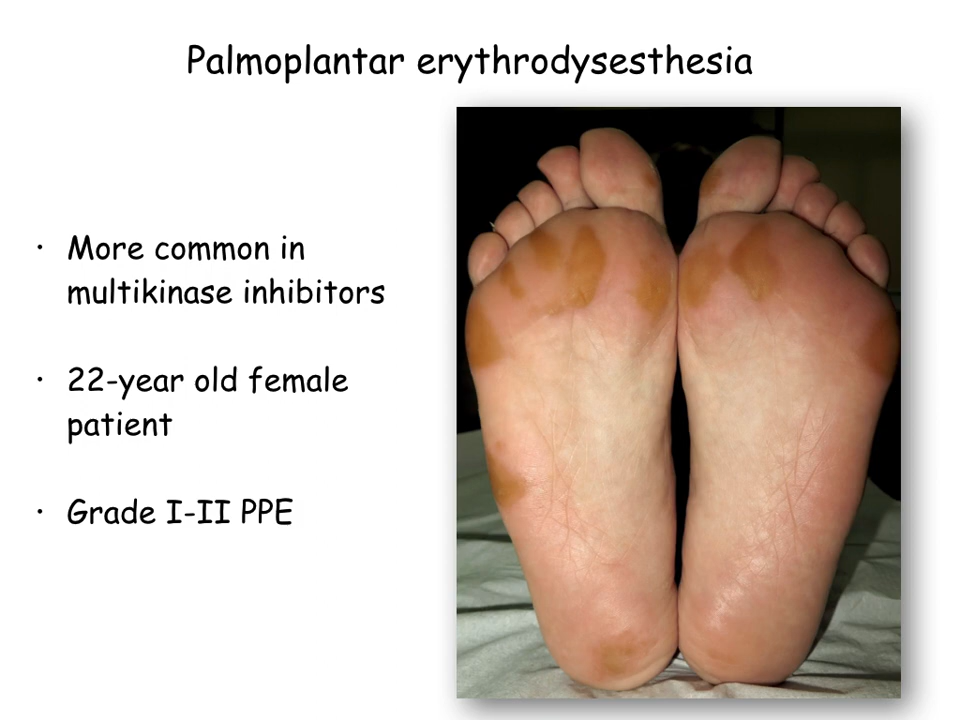 Palmoplantar erythrodysesthesia
• More common in
multikinase inhibitors
• 22-year old female
patient
• Grade I-II PPE